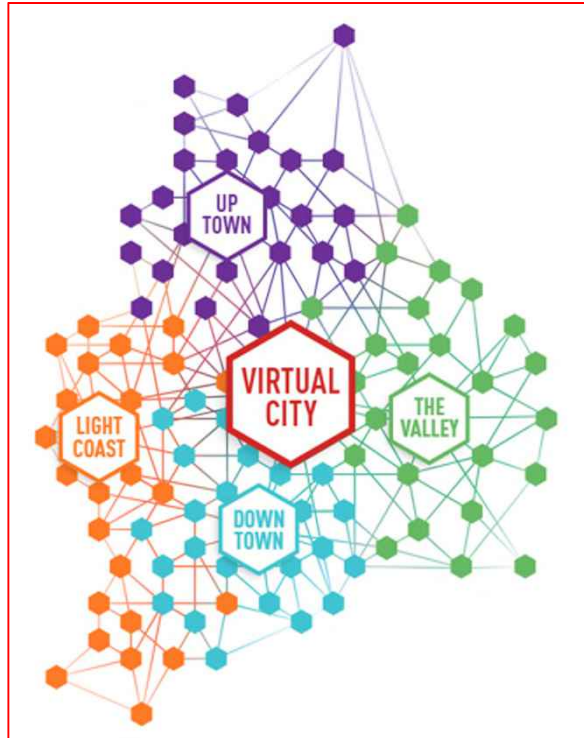 UP
TOWN
VIRTUAL
CITY
LIGHT
COAST
THE
VALLEY
DOWN
TOWN